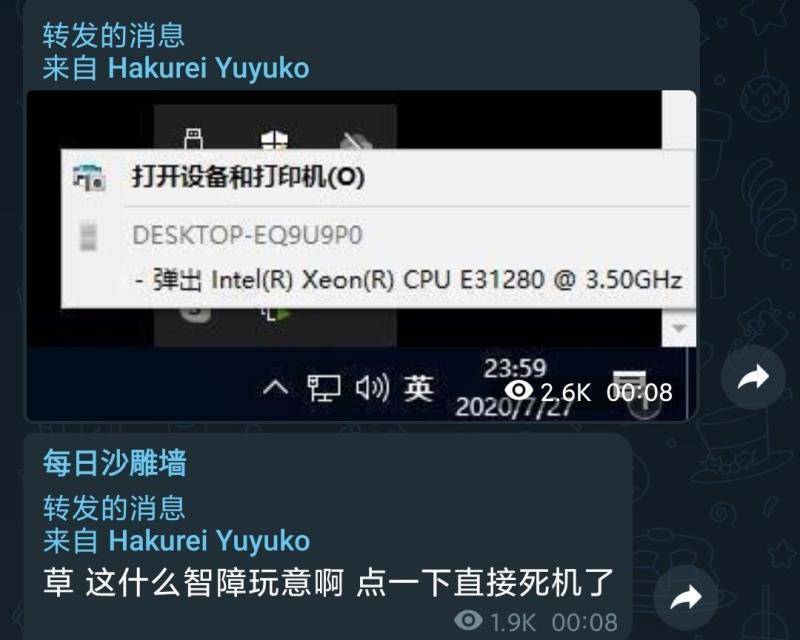 转发的消息
来自 Hakurei Yuyuko
打开设备和打印机(O)
DESKTOP-EQ9U9P0
- 弹出 Intel(R) Xeon(R) CPU E31280 @ 3.50GHz
英
23:59
2020/7/27
2.6K 00:08
每日沙雕墙
转发的消息
来自 Hakurei Yuyuko
草 这什么智障玩意啊 点一下直接死机了
1.9K 00:08